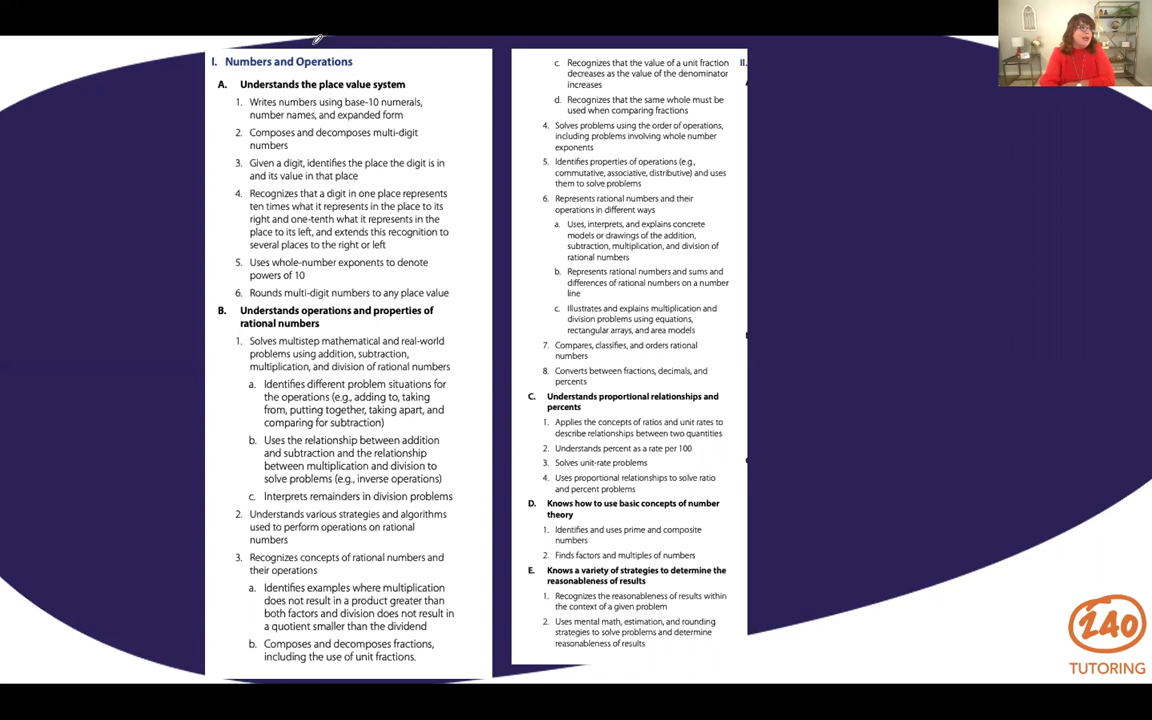 I. Numbers and Operations
A. Understands the place value system
1. Writes numbers using base-10 numerals,
number names, and expanded form
2. Composes and decomposes multi-digit
numbers
3. Given a digit, identifies the place the digit is in
and its value in that place
4. Recognizes that a digit in one place represents
ten times what it represents in the place to its
right and one-tenth what it represents in the
place to its left, and extends this recognition to
several places to the right or left
5. Uses whole-number exponents to denote
powers of 10
6. Rounds multi-digit numbers to any place value
B. Understands operations and properties of
rational numbers
1. Solves multistep mathematical and real-world
problems using addition, subtraction,
multiplication, and division of rational numbers
a. Identifies different problem situations for
the operations (e.g., adding to, taking
from, putting together, taking apart, and
comparing for subtraction)
b. Uses the relationship between addition
and subtraction and the relationship
between multiplication and division to
solve problems (e.g., inverse operations)
c. Interprets remainders in division problems
2. Understands various strategies and algorithms
used to perform operations on rational
numbers
3. Recognizes concepts of rational numbers and
their operations
a. Identifies examples where multiplication
does not result in a product greater than
both factors and division does not result in
a quotient smaller than the dividend
b. Composes and decomposes fractions,
including the use of unit fractions.
c. Recognizes that the value of a unit fraction
decreases as the value of the denominator
increases
d. Recognizes that the same whole must be
used when comparing fractions
4. Solves problems using the order of operations,
including problems involving whole number
exponents
5. Identifies properties of operations (e.g.,
commutative, associative, distributive) and uses
them to solve problems
6. Represents rational numbers and their
operations in different ways
a. Uses, interprets, and explains concrete
models or drawings of the addition,
subtraction, multiplication, and division of
rational numbers
b. Represents rational numbers and sums and
differences of rational numbers on a number
line
c. Illustrates and explains multiplication and
division problems using equations,
rectangular arrays, and area models
7. Compares, classifies, and orders rational
numbers
8. Converts between fractions, decimals, and
percents
C. Understands proportional relationships and
percents
1. Applies the concepts of ratios and unit rates to
describe relationships between two quantities
2. Understands percent as a rate per 100
3. Solves unit-rate problems
4. Uses proportional relationships to solve ratio
and percent problems
D. Knows how to use basic concepts of number
theory
1. Identifies and uses prime and composite
numbers
2. Finds factors and multiples of numbers
E. Knows a variety of strategies to determine the
reasonableness of results
1. Recognizes the reasonableness of results within
the context of a given problem
2. Uses mental math, estimation, and rounding
strategies to solve problems and determine
reasonableness of results
II.
240
TUTORING